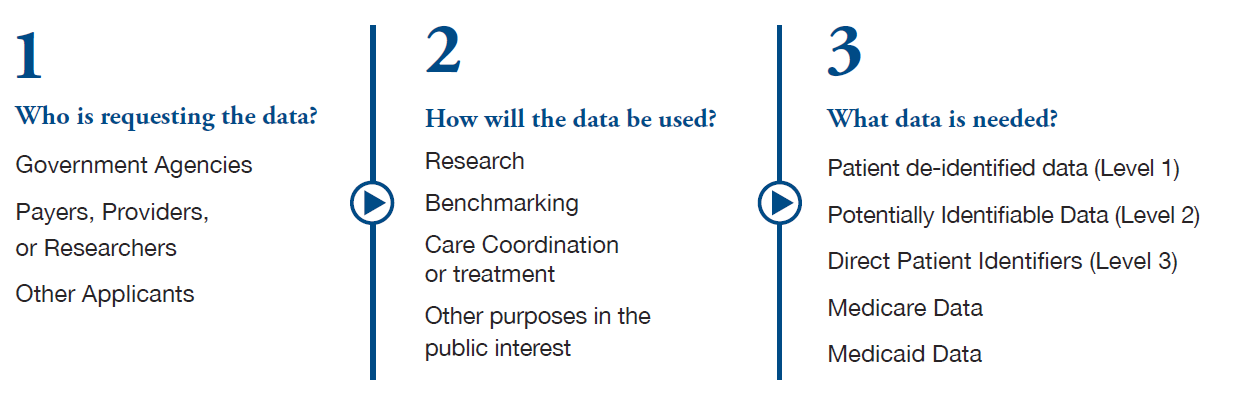 1
Who is requesting the data?
Government Agencies
Payers, Providers,
or Researchers
Other Applicants
2
How will the data be used?
Research
Benchmarking
Care Coordination
or treatment
Other purposes in the
public interest
3
What data is needed?
Patient de-identified data (Level 1)
Potentially Identifiable Data (Level 2)
Direct Patient Identifiers (Level 3)
Medicare Data
Medicaid Data